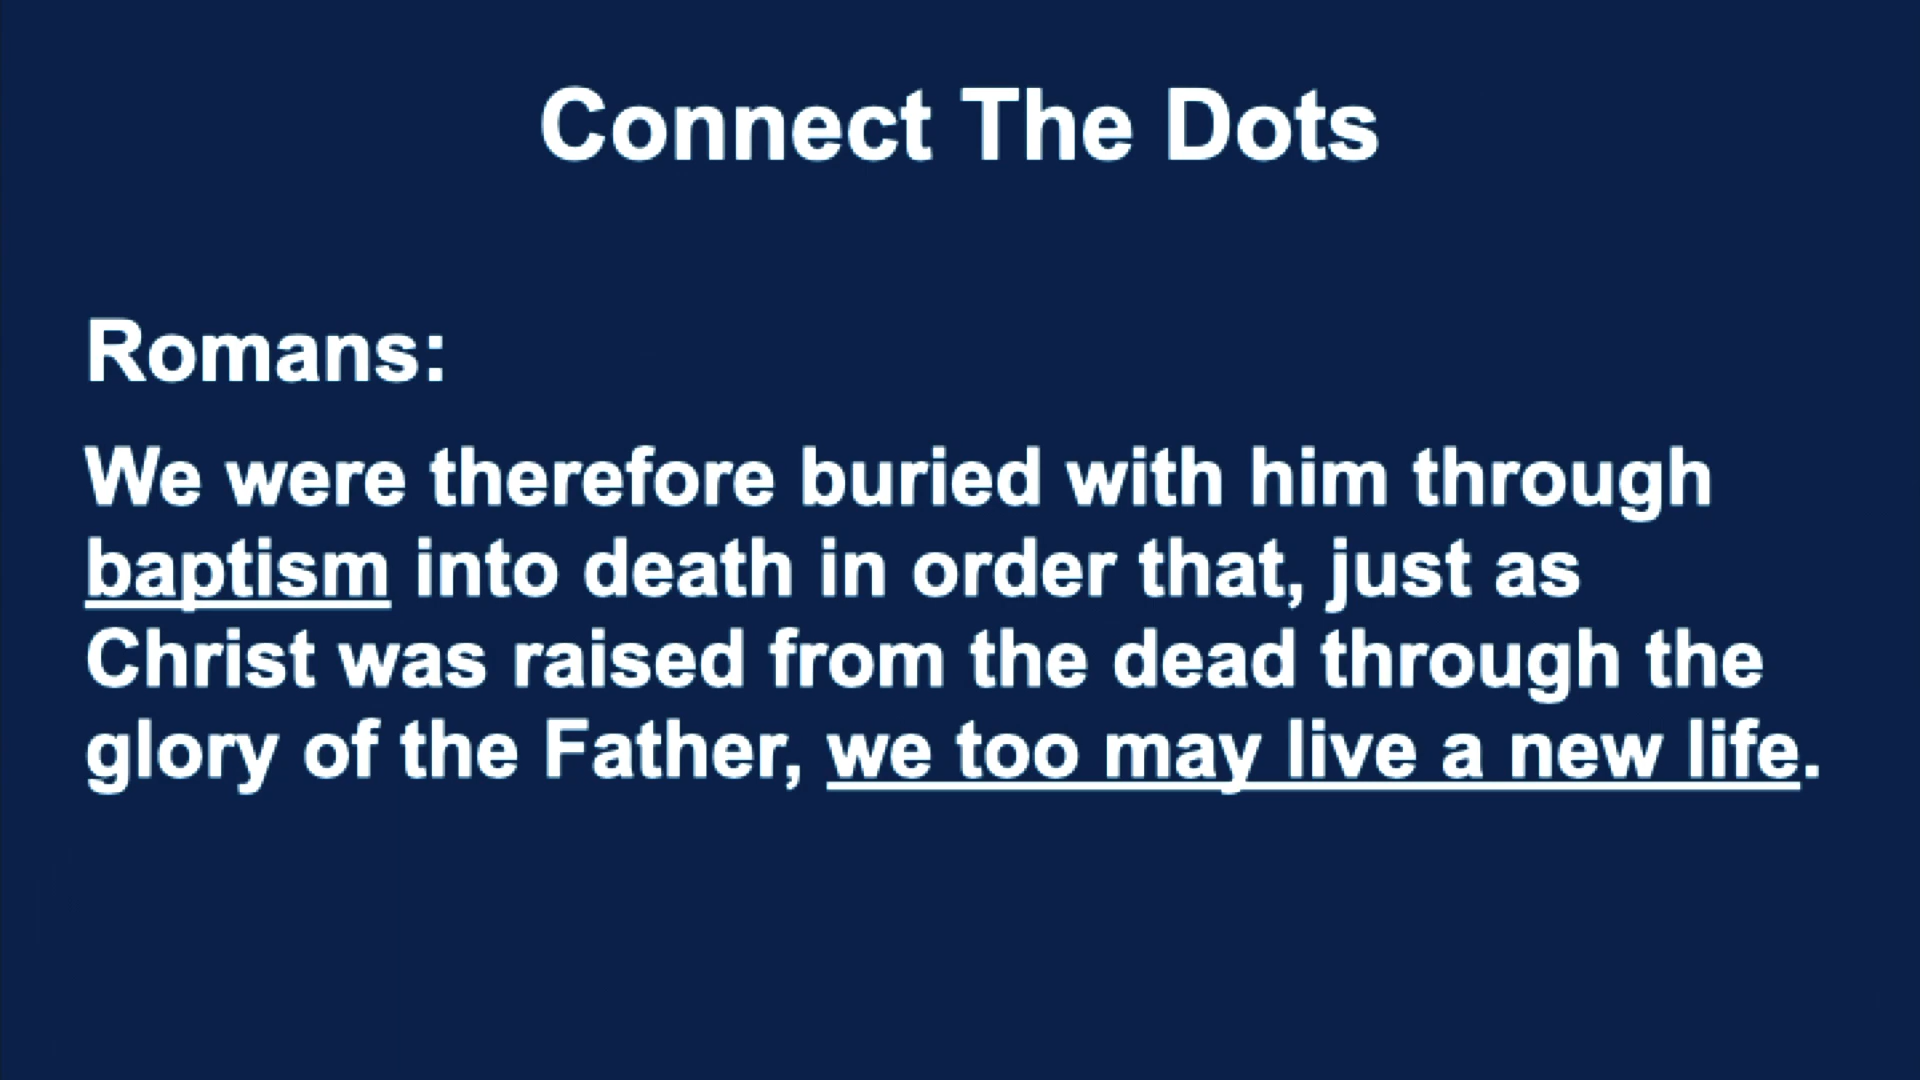 Connect The Dots
Romans:
We were therefore buried with him through
baptism into death in order that, just as
Christ was raised from the dead through the
glory of the Father, we too may live a new life.